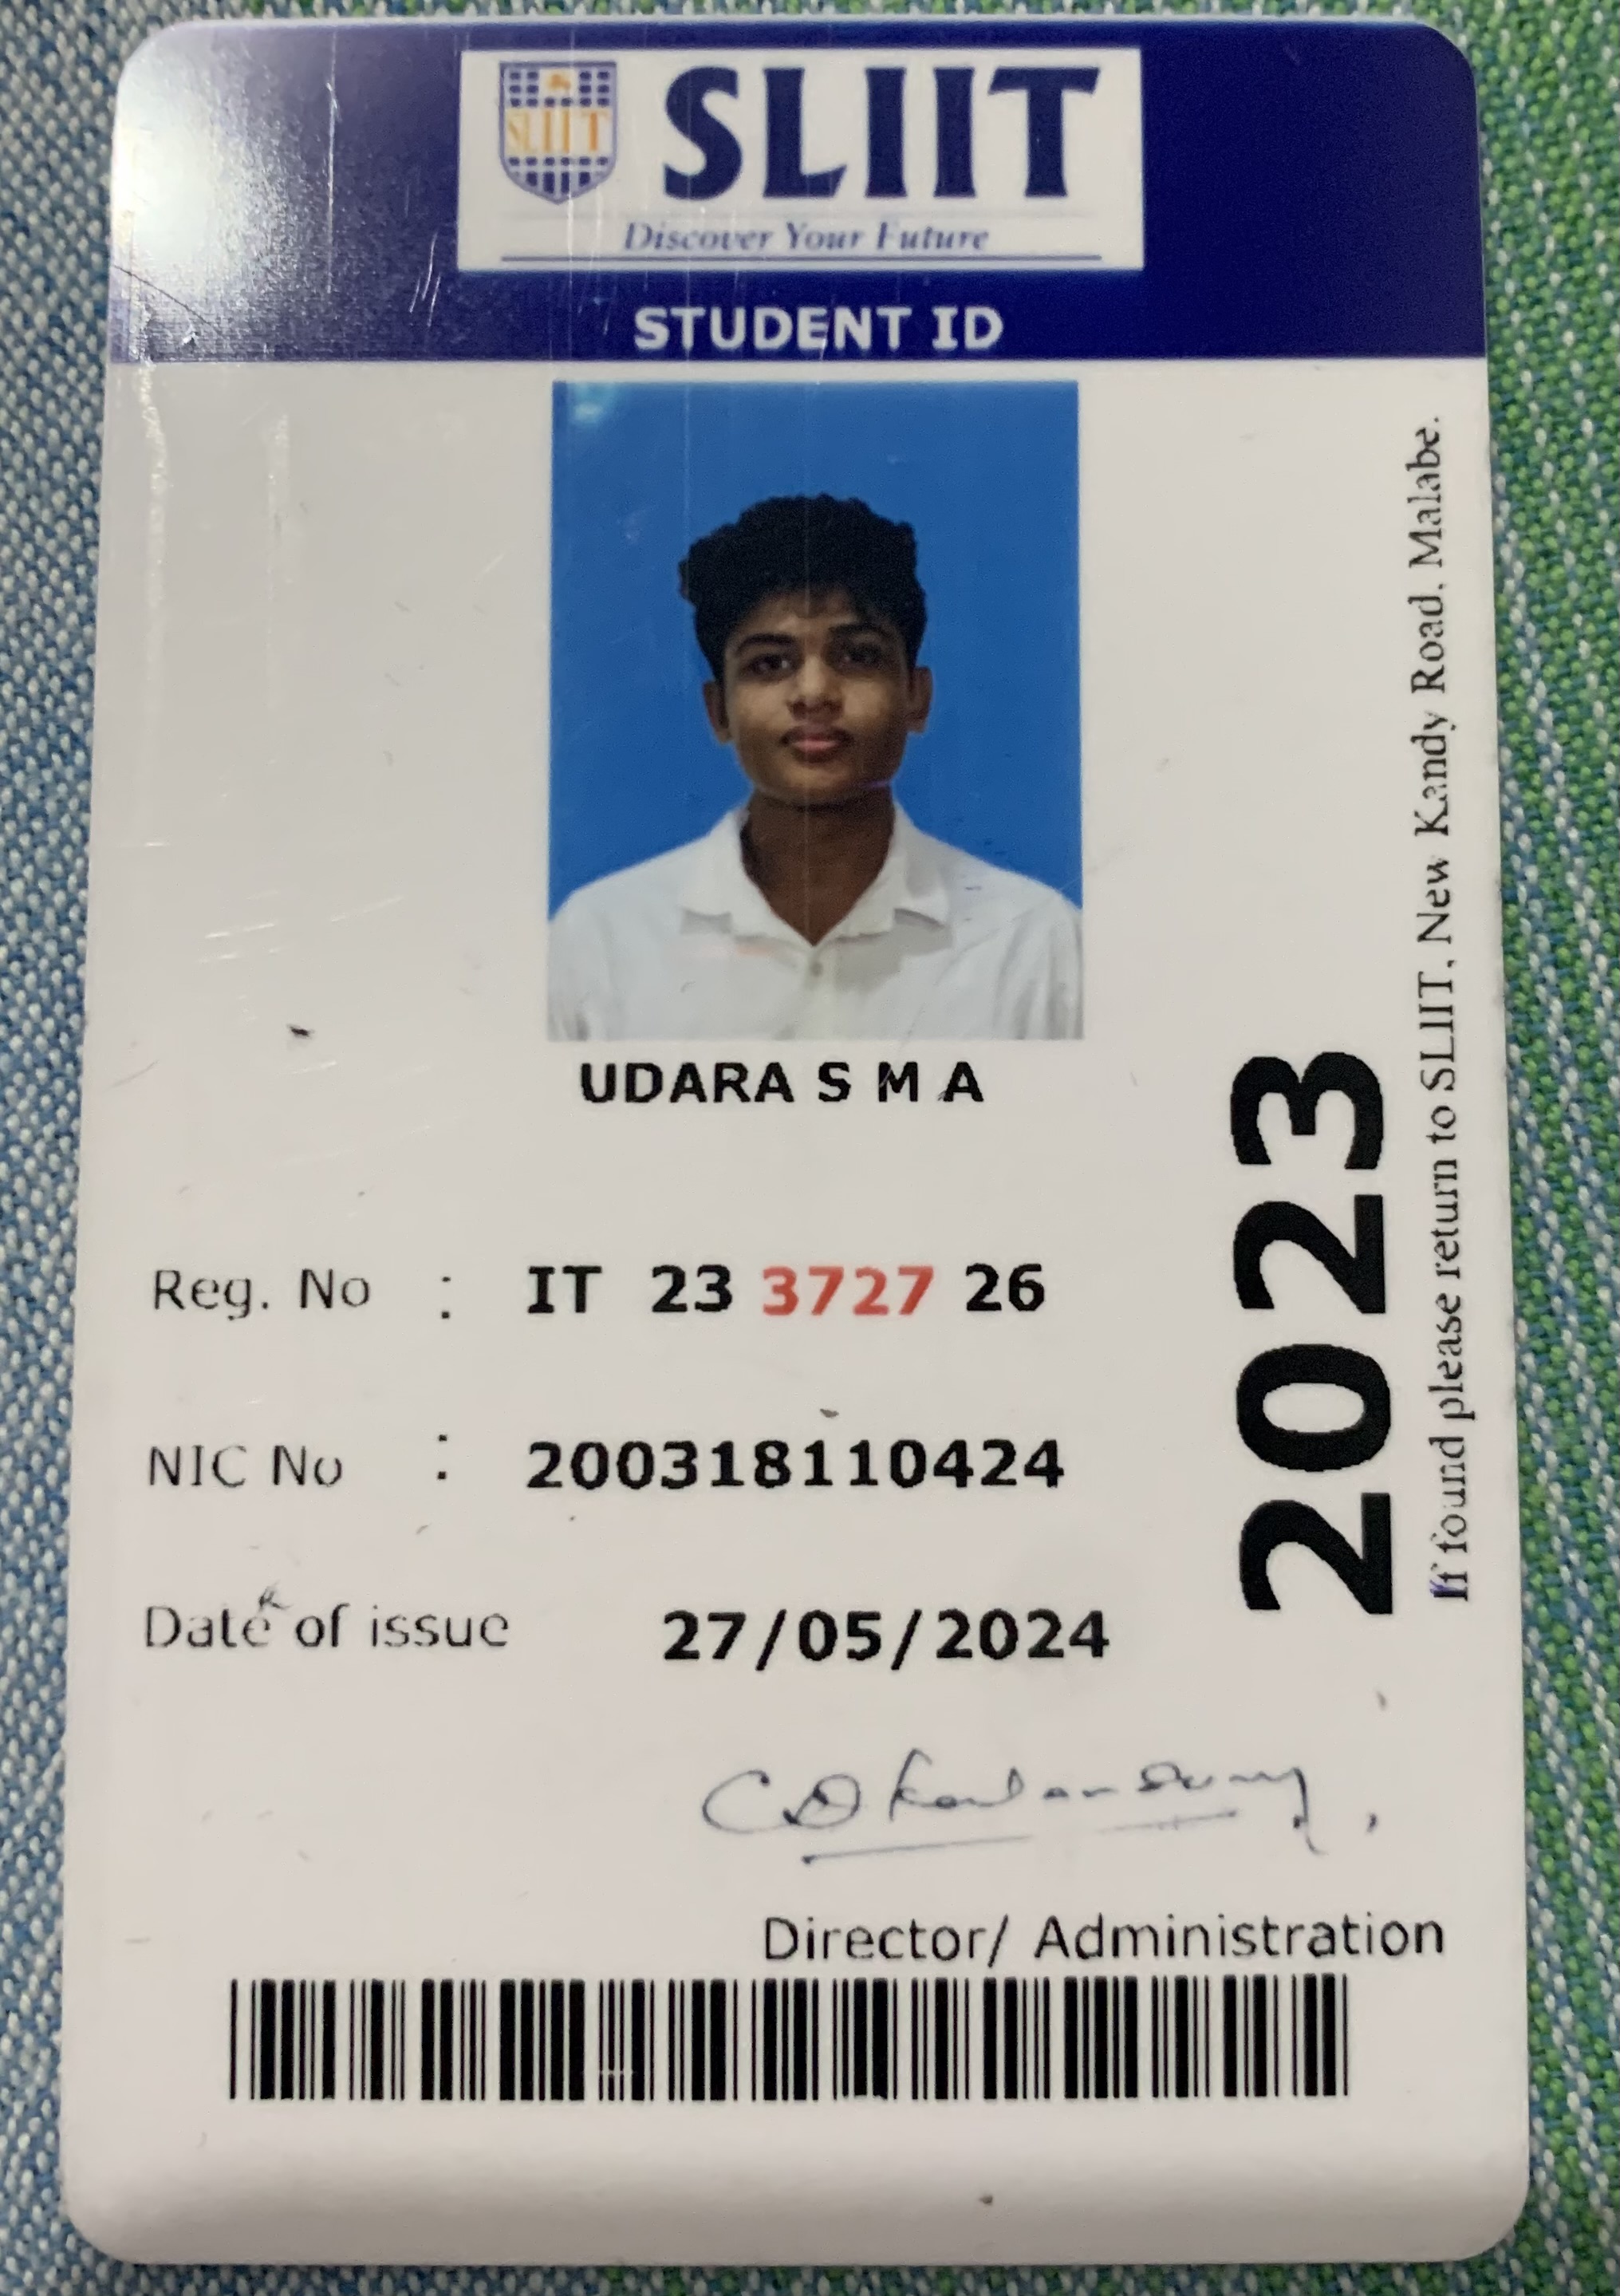 SLIIT
SLIIT
Discover Your Future
STUDENT ID
UDARA S M A
Reg. No : IT 23 3727 26
NIC No : 200318110424
Date of issue 27/05/2024
Director/ Administration
2023
If found please return to SLIIT, New Kandy Road, Malabe.